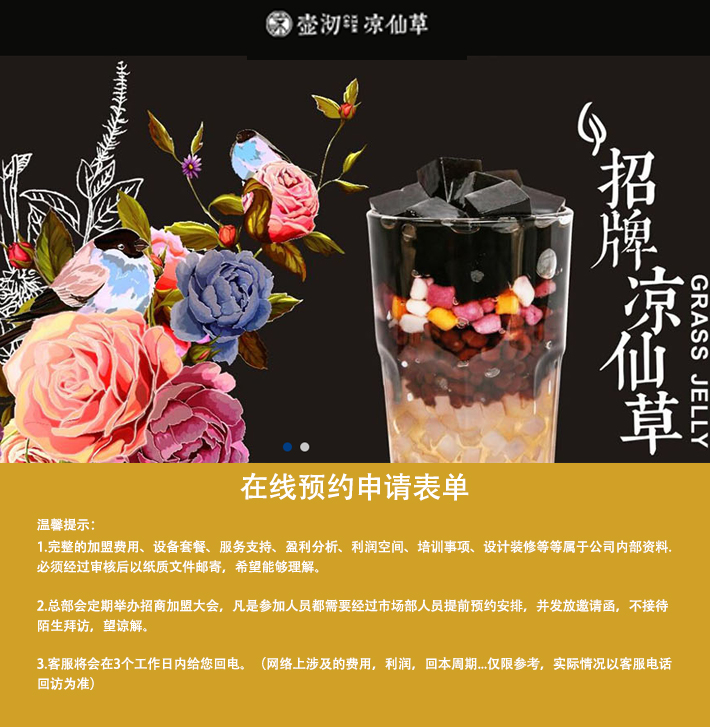 壶沏 凉仙草
招牌
凉仙草
GRASS JELLY
在线预约申请表单
温馨提示：
1.完整的加盟费用、设备套餐、服务支持、盈利分析、利润空间、培训事项、设计装修等等属于公司内部资料.
必须经过审核后以纸质文件邮寄，希望能够理解。
2.总部会定期举办招商加盟大会，凡是参加人员都需要经过市场部人员提前预约安排，并发放邀请函，不接待
陌生拜访，望谅解。
3.客服将会在3个工作日内给您回电。（网络上涉及的费用，利润，回本周期...仅限参考，实际情况以客服电话
回访为准）